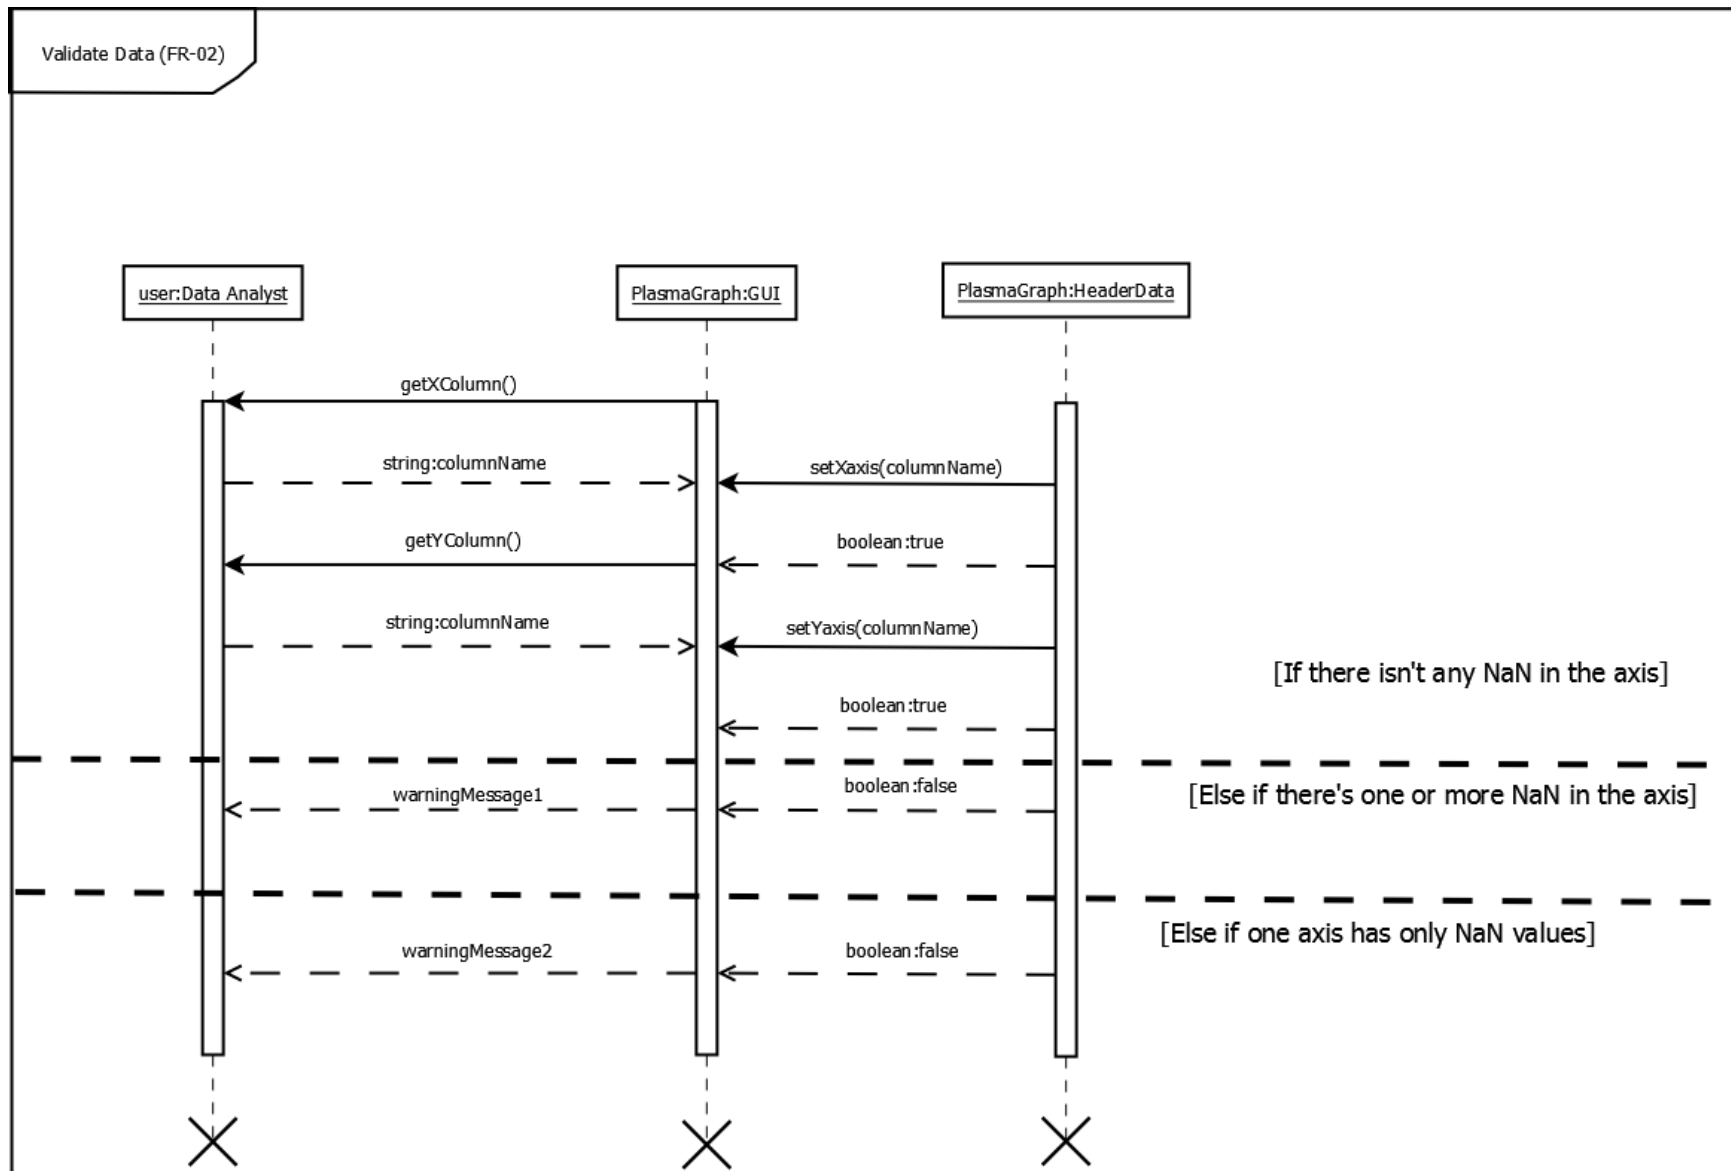 Validate Data (FR-02)
user:Data Analyst
PlasmaGraph:GUI
PlasmaGraph:HeaderData
getXColumn()
string:columnName
setXaxis(columnName)
getYColumn()
boolean:true
string:columnName
setYaxis(columnName)
[If there isn't any NaN in the axis]
boolean:true
warningMessage1
boolean:false
[Else if there's one or more NaN in the axis]
[Else if one axis has only NaN values]
warningMessage2
boolean:false